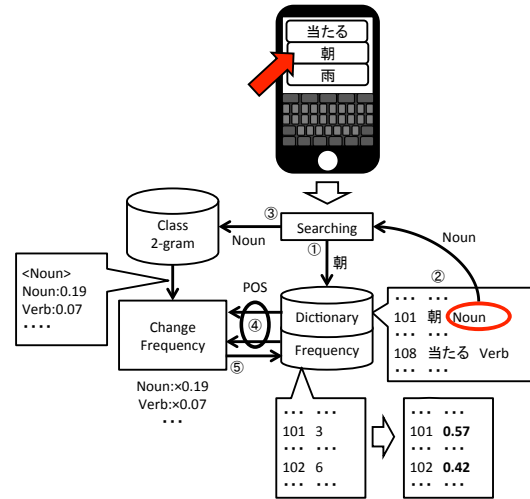 当たる
朝
雨
Class
2-gram
③
Noun
Searching
①
朝
Noun
②
<Noun>
Noun:0.19
Verb:0.07
....
POS
④
Change
Frequency
⑤
Dictionary
Frequency
... ...
101 朝 Noun
... ...
108 当たる Verb
... ...
Noun:×0.19
Verb:×0.07
...
... ...
101 3
... ...
102 6
... ...
... ...
101 0.57
... ...
102 0.42
... ...